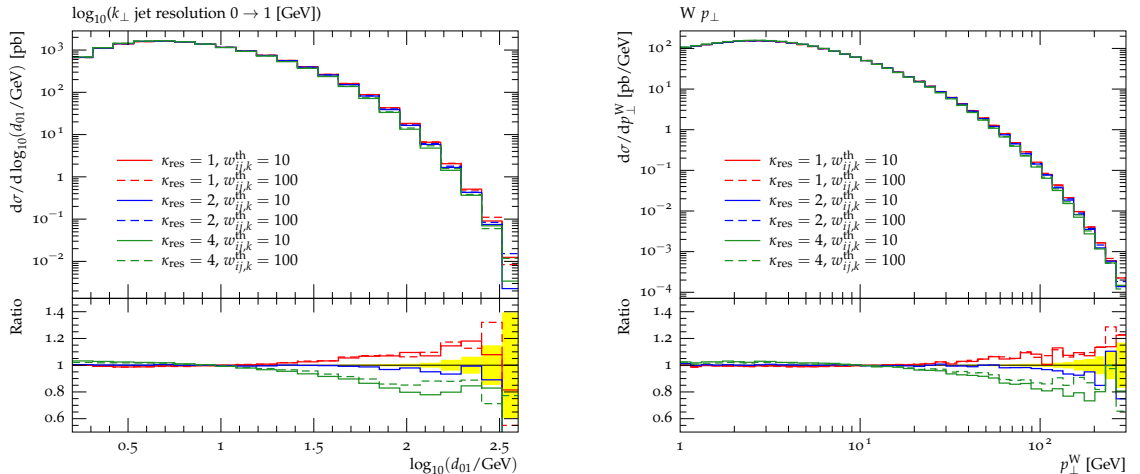 log₁₀(k⊥ jet resolution 0 → 1 [GeV])
dσ/dlog₁₀(d₀₁/GeV) [pb]
10³
10²
10¹
1
10⁻¹
10⁻²
κres = 1, wᵗʰij,k = 10
κres = 1, wᵗʰij,k = 100
κres = 2, wᵗʰij,k = 10
κres = 2, wᵗʰij,k = 100
κres = 4, wᵗʰij,k = 10
κres = 4, wᵗʰij,k = 100
Ratio
1.4
1.2
1
0.8
0.6
0.5 1 1.5 2 2.5
log₁₀(d₀₁/GeV)
W p⊥
dσ/dp⊥ᵂ [pb/GeV]
10²
10¹
1
10⁻¹
10⁻²
10⁻³
10⁻⁴
κres = 1, wᵗʰij,k = 10
κres = 1, wᵗʰij,k = 100
κres = 2, wᵗʰij,k = 10
κres = 2, wᵗʰij,k = 100
κres = 4, wᵗʰij,k = 10
κres = 4, wᵗʰij,k = 100
Ratio
1.4
1.2
1
0.8
0.6
1 10¹ 10²
p⊥ᵂ [GeV]